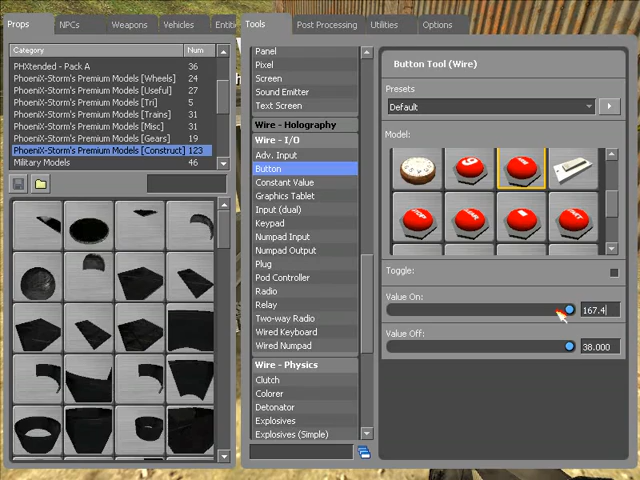 Props NPCs Weapons Vehicles Entiti
Category Num
PHXtended - Pack A 36
PhoeniX-Storm's Premium Models [Wheels] 24
PhoeniX-Storm's Premium Models [Useful] 27
PhoeniX-Storm's Premium Models [Tri] 5
PhoeniX-Storm's Premium Models [Trains] 31
PhoeniX-Storm's Premium Models [Misc] 31
PhoeniX-Storm's Premium Models [Gears] 19
PhoeniX-Storm's Premium Models [Construct] 123
Military Models 46
Tools Post Processing Utilities Options
Panel
Pixel
Screen
Sound Emitter
Text Screen
Wire - Holography
Wire - I/O
Adv. Input
Button
Constant Value
Graphics Tablet
Input (dual)
Keypad
Numpad Input
Numpad Output
Plug
Pod Controller
Radio
Relay
Two-way Radio
Wired Keyboard
Wired Numpad
Wire - Physics
Clutch
Colorer
Detonator
Explosives
Explosives (Simple)
Button Tool (Wire)
Presets
Default
Model:
Toggle:
Value On:
167.4
Value Off:
38.000